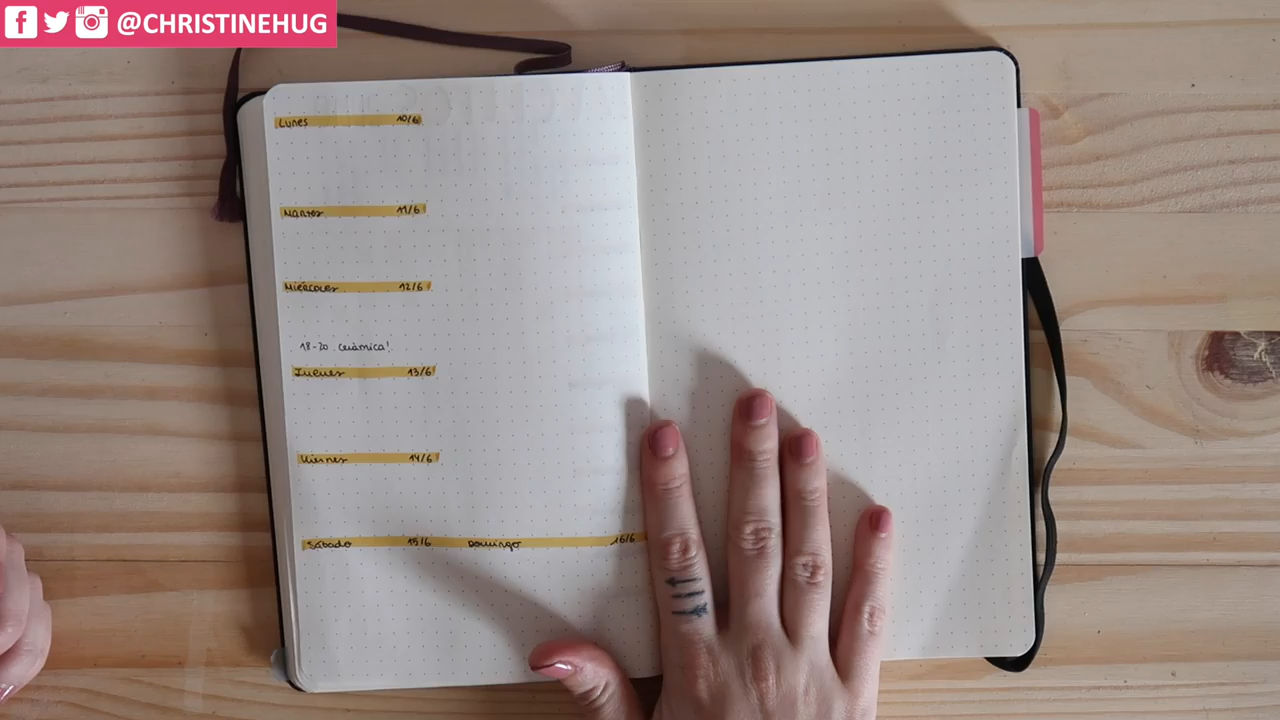 @CHRISTINEHUG
Lunes 10/6
Martes 11/6
Miércoles 12/6
18-20 cerámica!
Jueves 13/6
Viernes 14/6
Sábado 15/6 Domingo 16/6